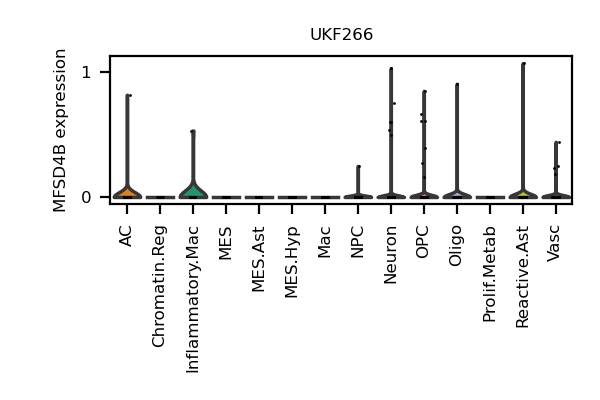 UKF266
MFSD4B expression
1
0
AC
Chromatin.Reg
Inflammatory.Mac
MES
MES.Ast
MES.Hyp
Mac
NPC
Neuron
OPC
Oligo
Prolif.Metab
Reactive.Ast
Vasc